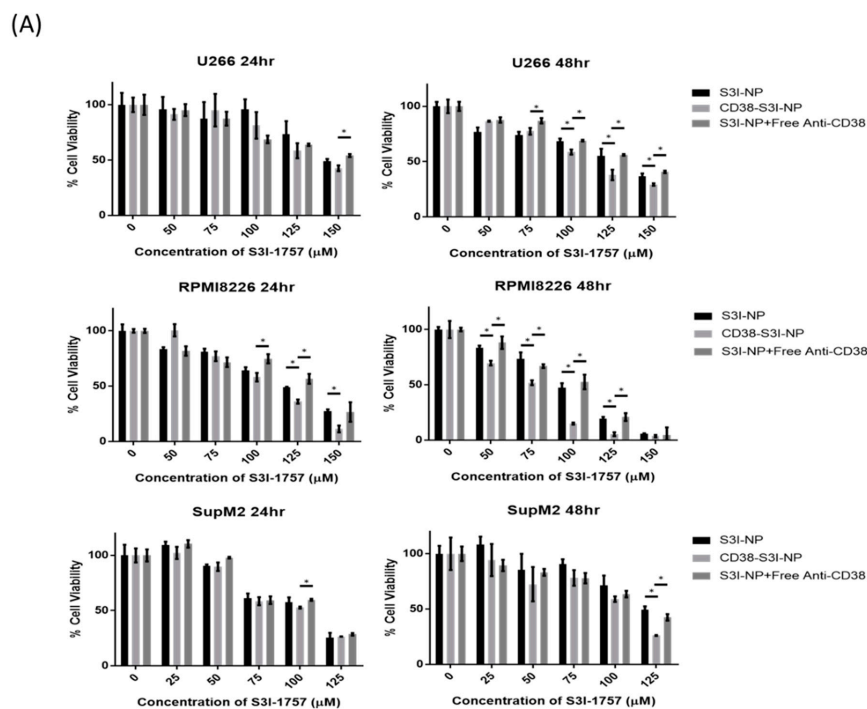 (A)
U266 24hr
% Cell Viability
100
50
0
0 50 75 100 125 150
*
Concentration of S3I-1757 (μM)
U266 48hr
% Cell Viability
100
50
0
0 50 75 100 125 150
* * * * * * *
Concentration of S3I-1757 (μM)
S3I-NP
CD38-S3I-NP
S3I-NP+Free Anti-CD38
RPMI8226 24hr
% Cell Viability
100
50
0
0 50 75 100 125 150
* * * *
Concentration of S3I-1757 (μM)
RPMI8226 48hr
% Cell Viability
100
50
0
0 50 75 100 125 150
* * * * * * * *
Concentration of S3I-1757 (μM)
S3I-NP
CD38-S3I-NP
S3I-NP+Free Anti-CD38
SupM2 24hr
% Cell Viability
100
50
0
0 25 50 75 100 125
*
Concentration of S3I-1757 (μM)
SupM2 48hr
% Cell Viability
100
50
0
0 25 50 75 100 125
* *
Concentration of S3I-1757 (μM)
S3I-NP
CD38-S3I-NP
S3I-NP+Free Anti-CD38